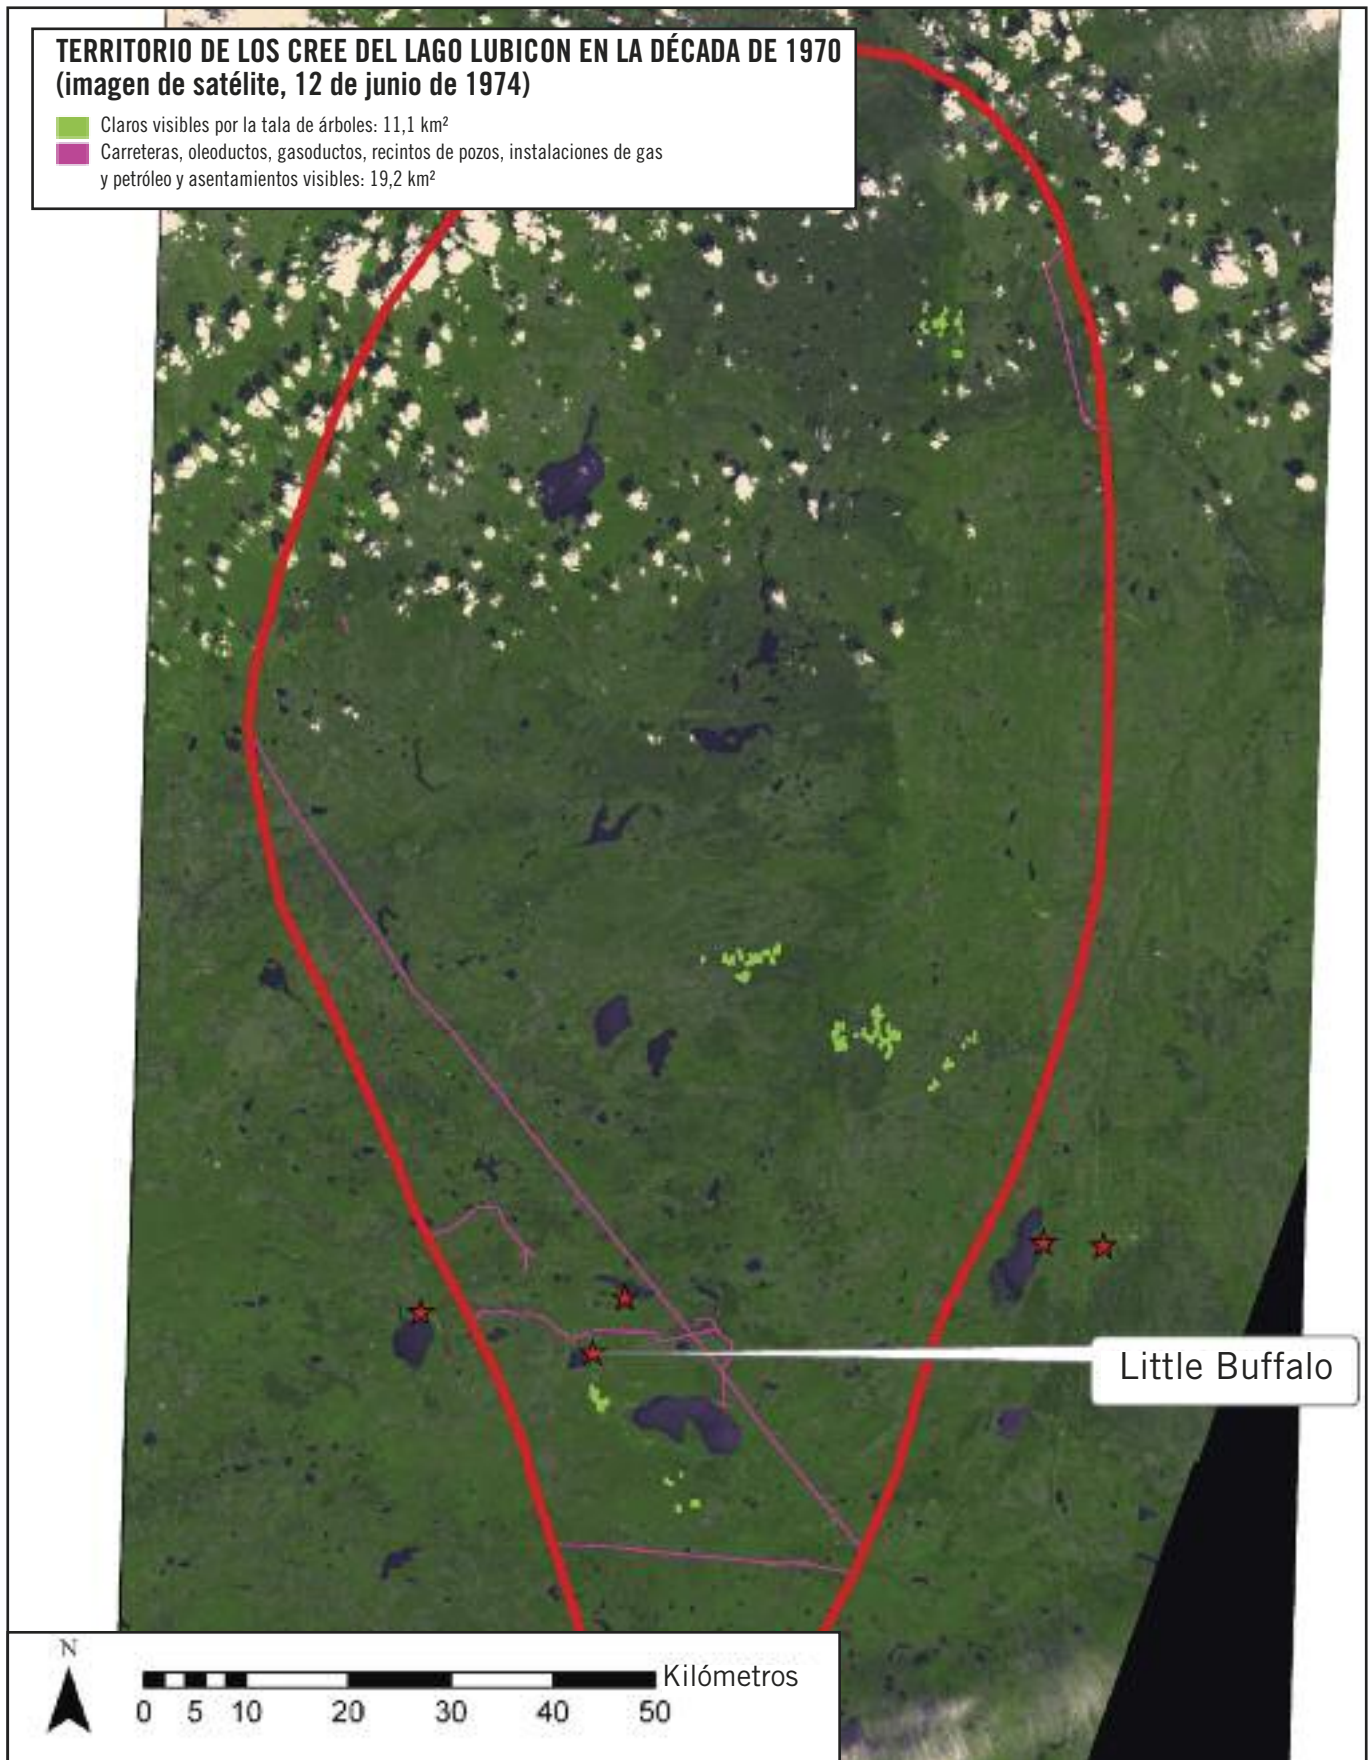 TERRITORIO DE LOS CREE DEL LAGO LUBICON EN LA DÉCADA DE 1970
(imagen de satélite, 12 de junio de 1974)
Claros visibles por la tala de árboles: 11,1 km²
Carreteras, oleoductos, gasoductos, recintos de pozos, instalaciones de gas
y petróleo y asentamientos visibles: 19,2 km²
Little Buffalo
N
Kilómetros
0 5 10 20 30 40 50